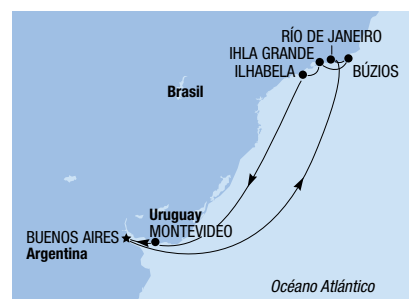 RÍO DE JANEIRO
IHLA GRANDE
ILHABELA
BÚZIOS
Brasil
Uruguay
MONTEVIDEO
BUENOS AIRES
Argentina
Océano Atlántico